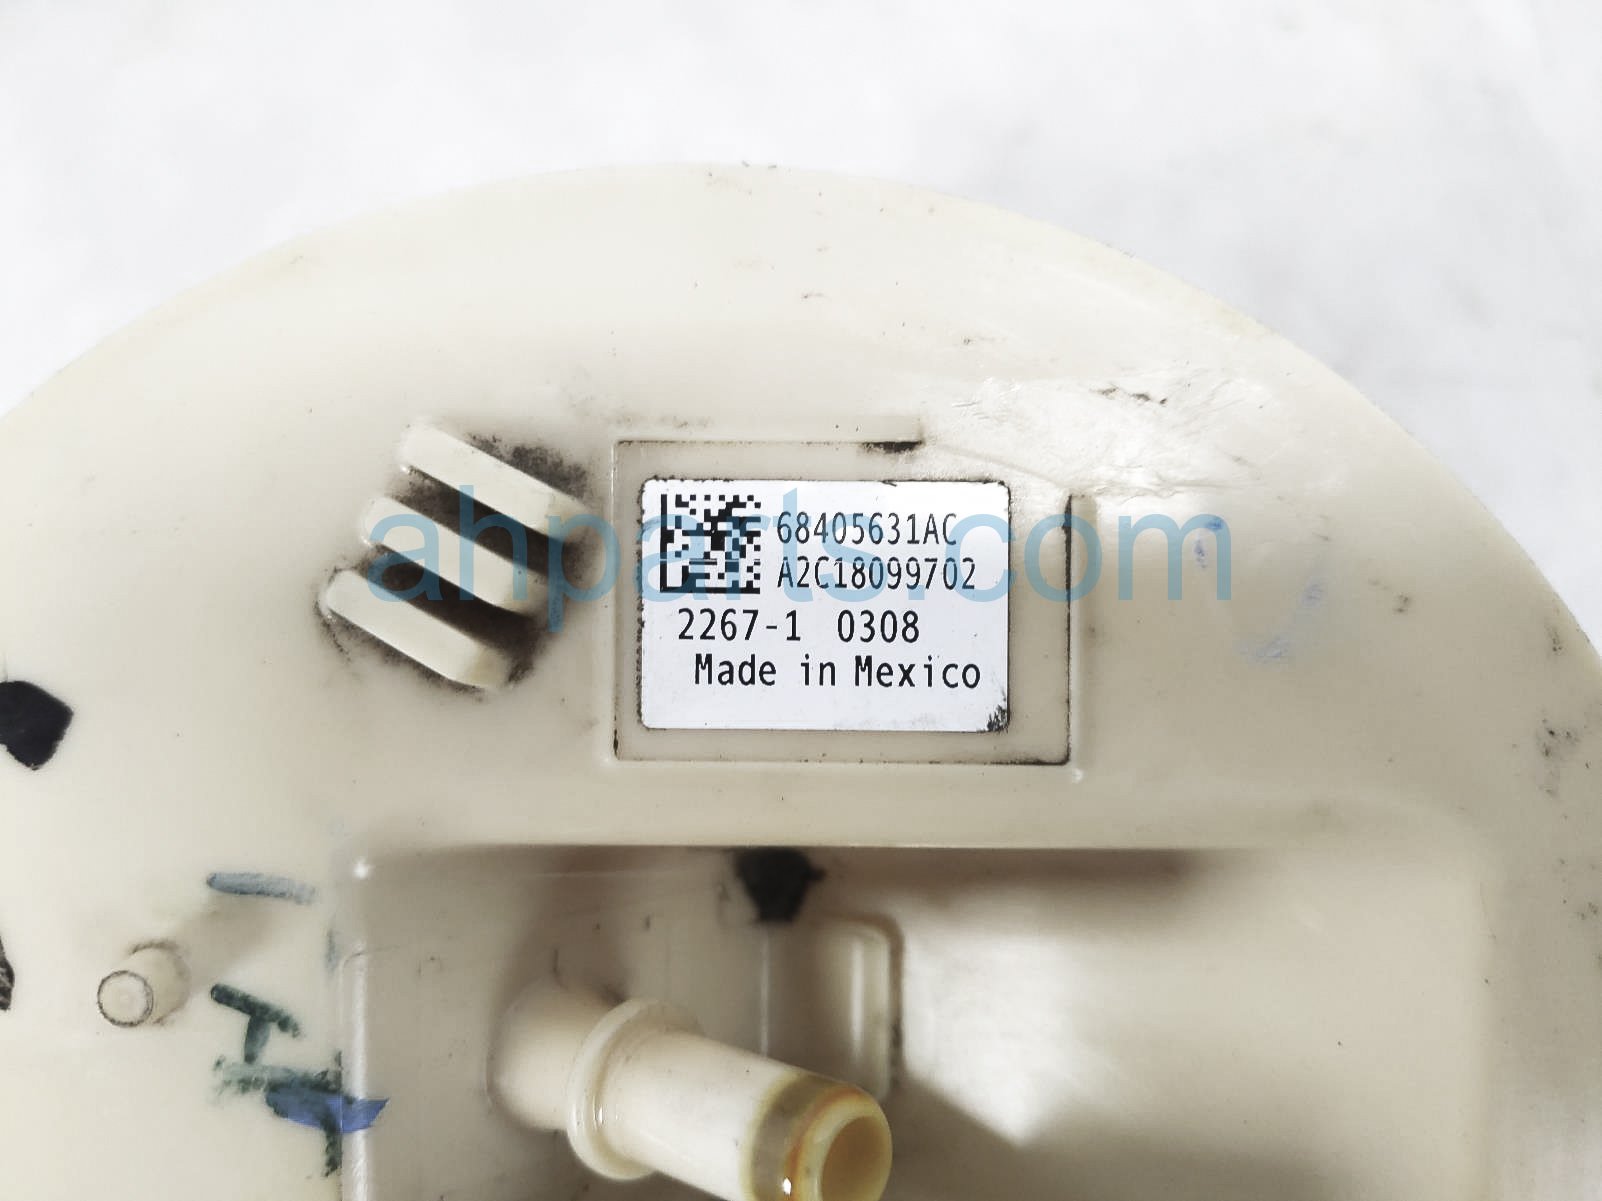 68405631AC
A2C18099702
2267-1 0308
Made in Mexico
ahparts.com